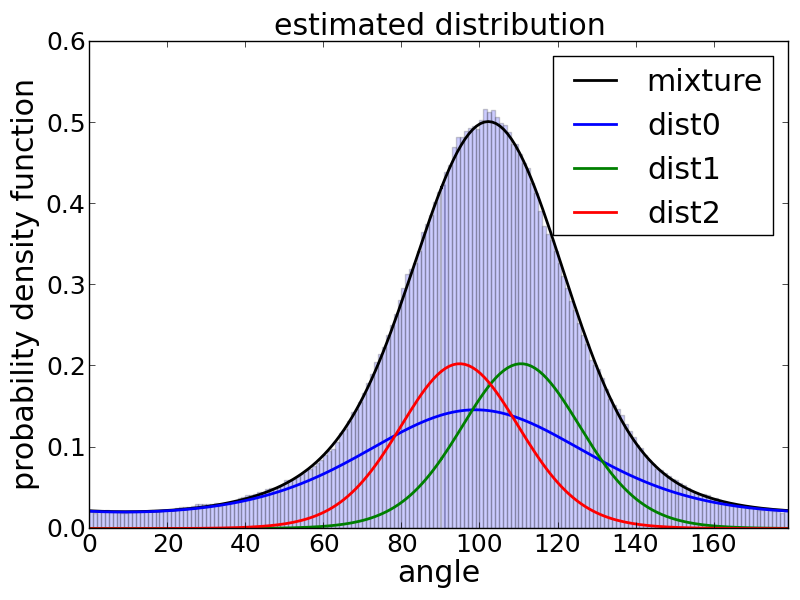 estimated distribution
0.6
0.5
0.4
0.3
0.2
0.1
0.0
probability density function
mixture
dist0
dist1
dist2
0 20 40 60 80 100 120 140 160
angle